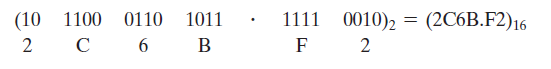 (10 1100 0110 1011 · 1111 0010)₂ = (2C6B.F2)₁₆
2 C 6 B F 2